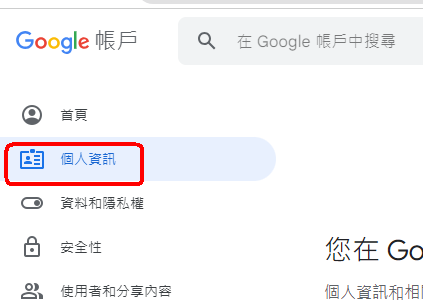 Google 帳戶
在 Google 帳戶中搜尋
首頁
個人資訊
資料和隱私權
安全性
您在 Go
使用者和分享內容
個人資訊和相